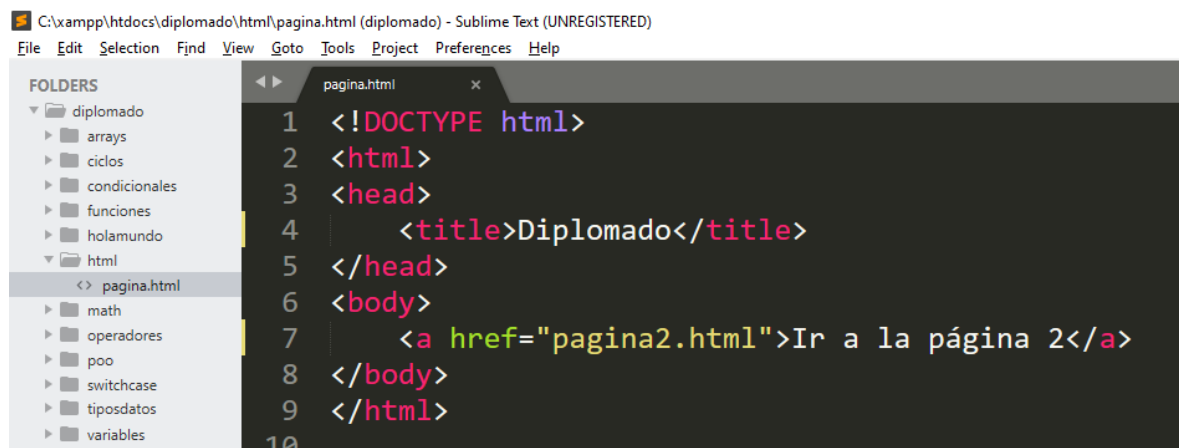 C:\xampp\htdocs\diplomado\html\pagina.html (diplomado) - Sublime Text (UNREGISTERED)
File Edit Selection Find View Goto Tools Project Preferences Help
FOLDERS
diplomado
arrays
ciclos
condicionales
funciones
holamundo
html
<> pagina.html
math
operadores
poo
switchcase
tiposdatos
variables
pagina.html ×
1 <!DOCTYPE html>
2 <html>
3 <head>
4 <title>Diplomado</title>
5 </head>
6 <body>
7 <a href="pagina2.html">Ir a la página 2</a>
8 </body>
9 </html>
10